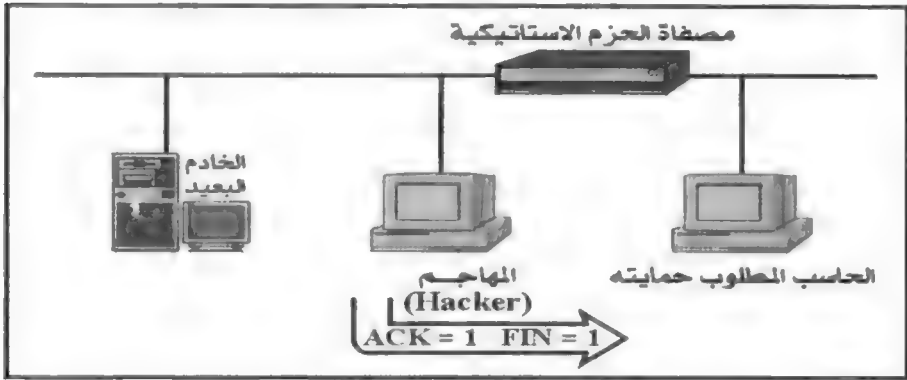 مصفاة الحزم الاستاتيكية
الخادم
البعيد
المهاجم
(Hacker)
الحاسب المطلوب حمايته
ACK = 1 FIN = 1